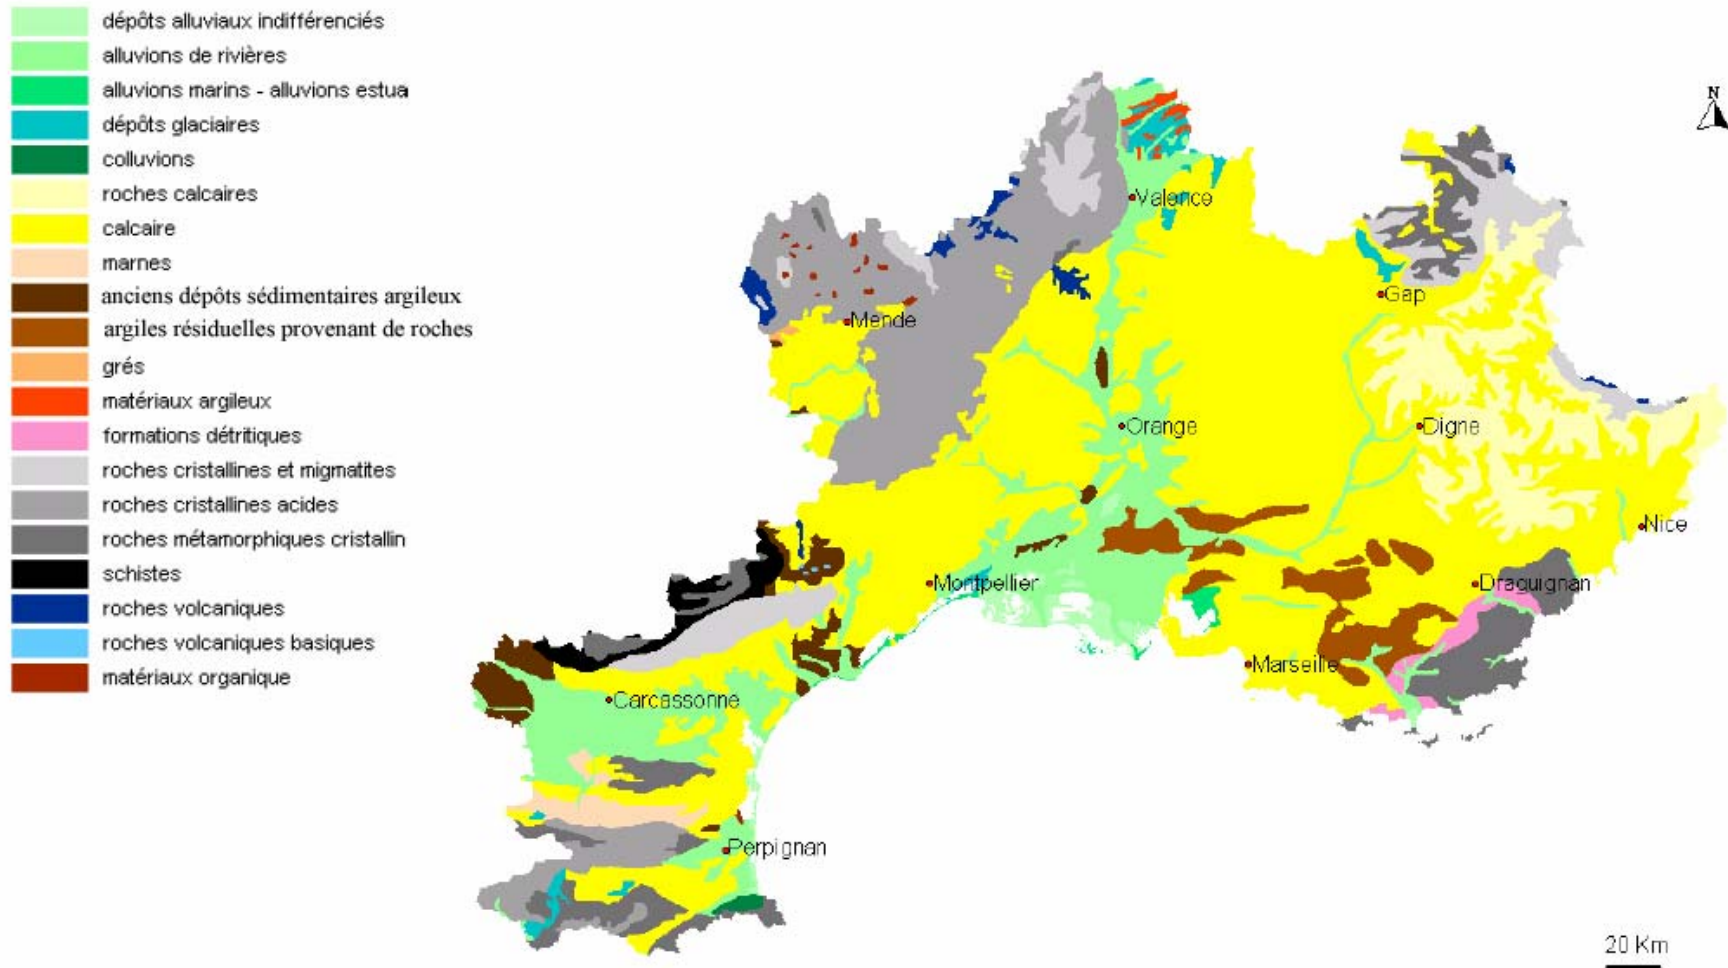 dépôts alluviaux indifférenciés
alluvions de rivières
alluvions marins - alluvions estua
dépôts glaciaires
colluvions
roches calcaires
calcaire
marnes
anciens dépôts sédimentaires argileux
argiles résiduelles provenant de roches
grés
matériaux argileux
formations détritiques
roches cristallines et migmatites
roches cristallines acides
roches métamorphiques cristallin
schistes
roches volcaniques
roches volcaniques basiques
matériaux organique
N
Valence
Gap
Mende
Orange
Digne
Nice
Montpellier
Draguignan
Marseille
Carcassonne
Perpignan
20 Km